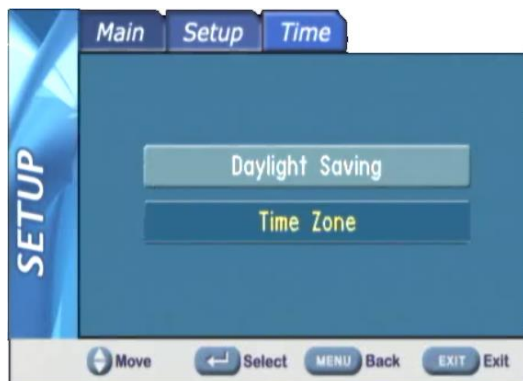 Main Setup Time
SETUP
Daylight Saving
Time Zone
Move Select MENU Back EXIT Exit